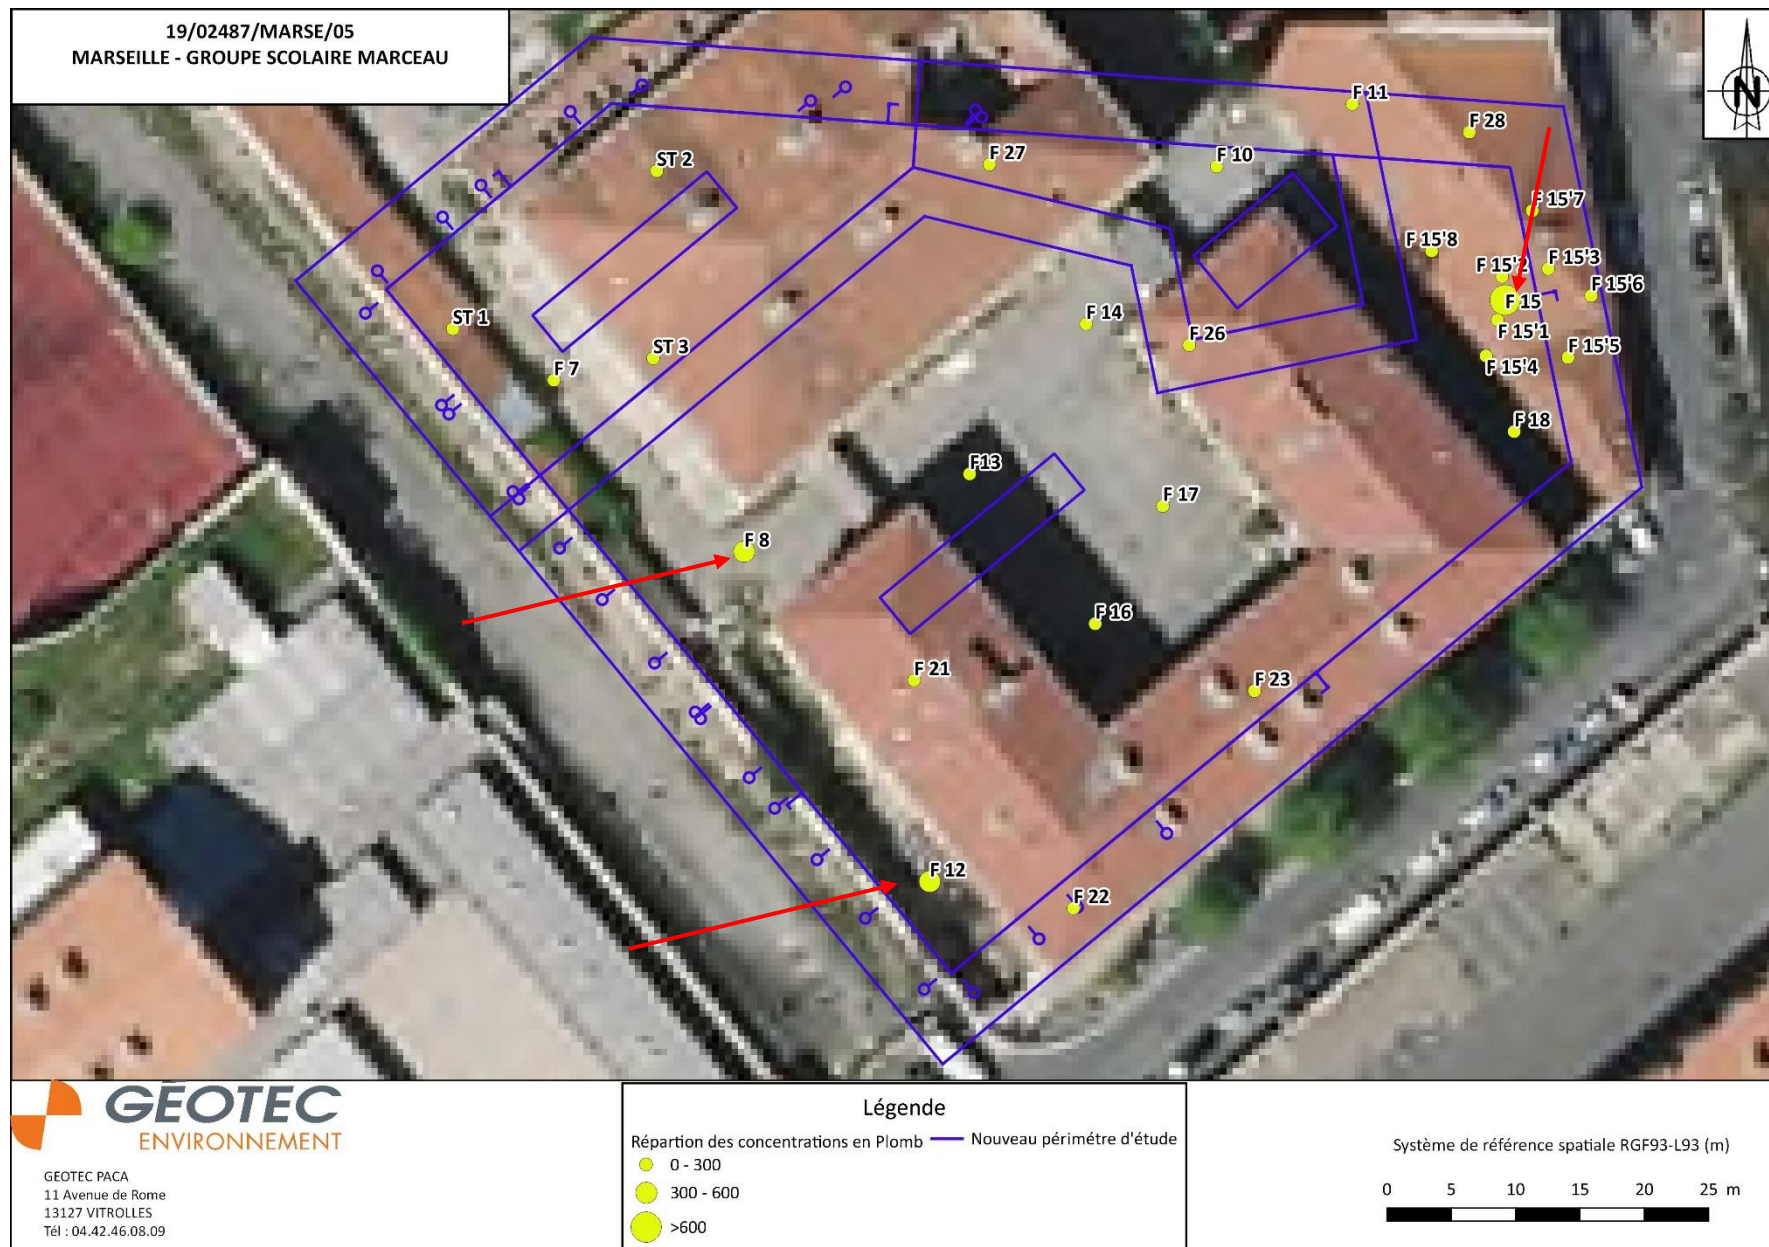 19/02487/MARSE/05
MARSEILLE - GROUPE SCOLAIRE MARCEAU
N
F 11
F 28
ST 2
F 27
F 10
F 15'7
F 15'8
F 15'2
F 15'3
F 15'6
F 15
ST 1
F 14
F 15'1
ST 3
F 26
F 15'5
F 7
F 15'4
F 18
F13
F 17
F 8
F 16
F 21
F 23
F 12
F 22
GEOTEC
ENVIRONNEMENT
GEOTEC PACA
11 Avenue de Rome
13127 VITROLLES
Tél : 04.42.46.08.09
Légende
Répartion des concentrations en Plomb
Nouveau périmétre d'étude
0 - 300
300 - 600
>600
Système de référence spatiale RGF93-L93 (m)
0 5 10 15 20 25 m